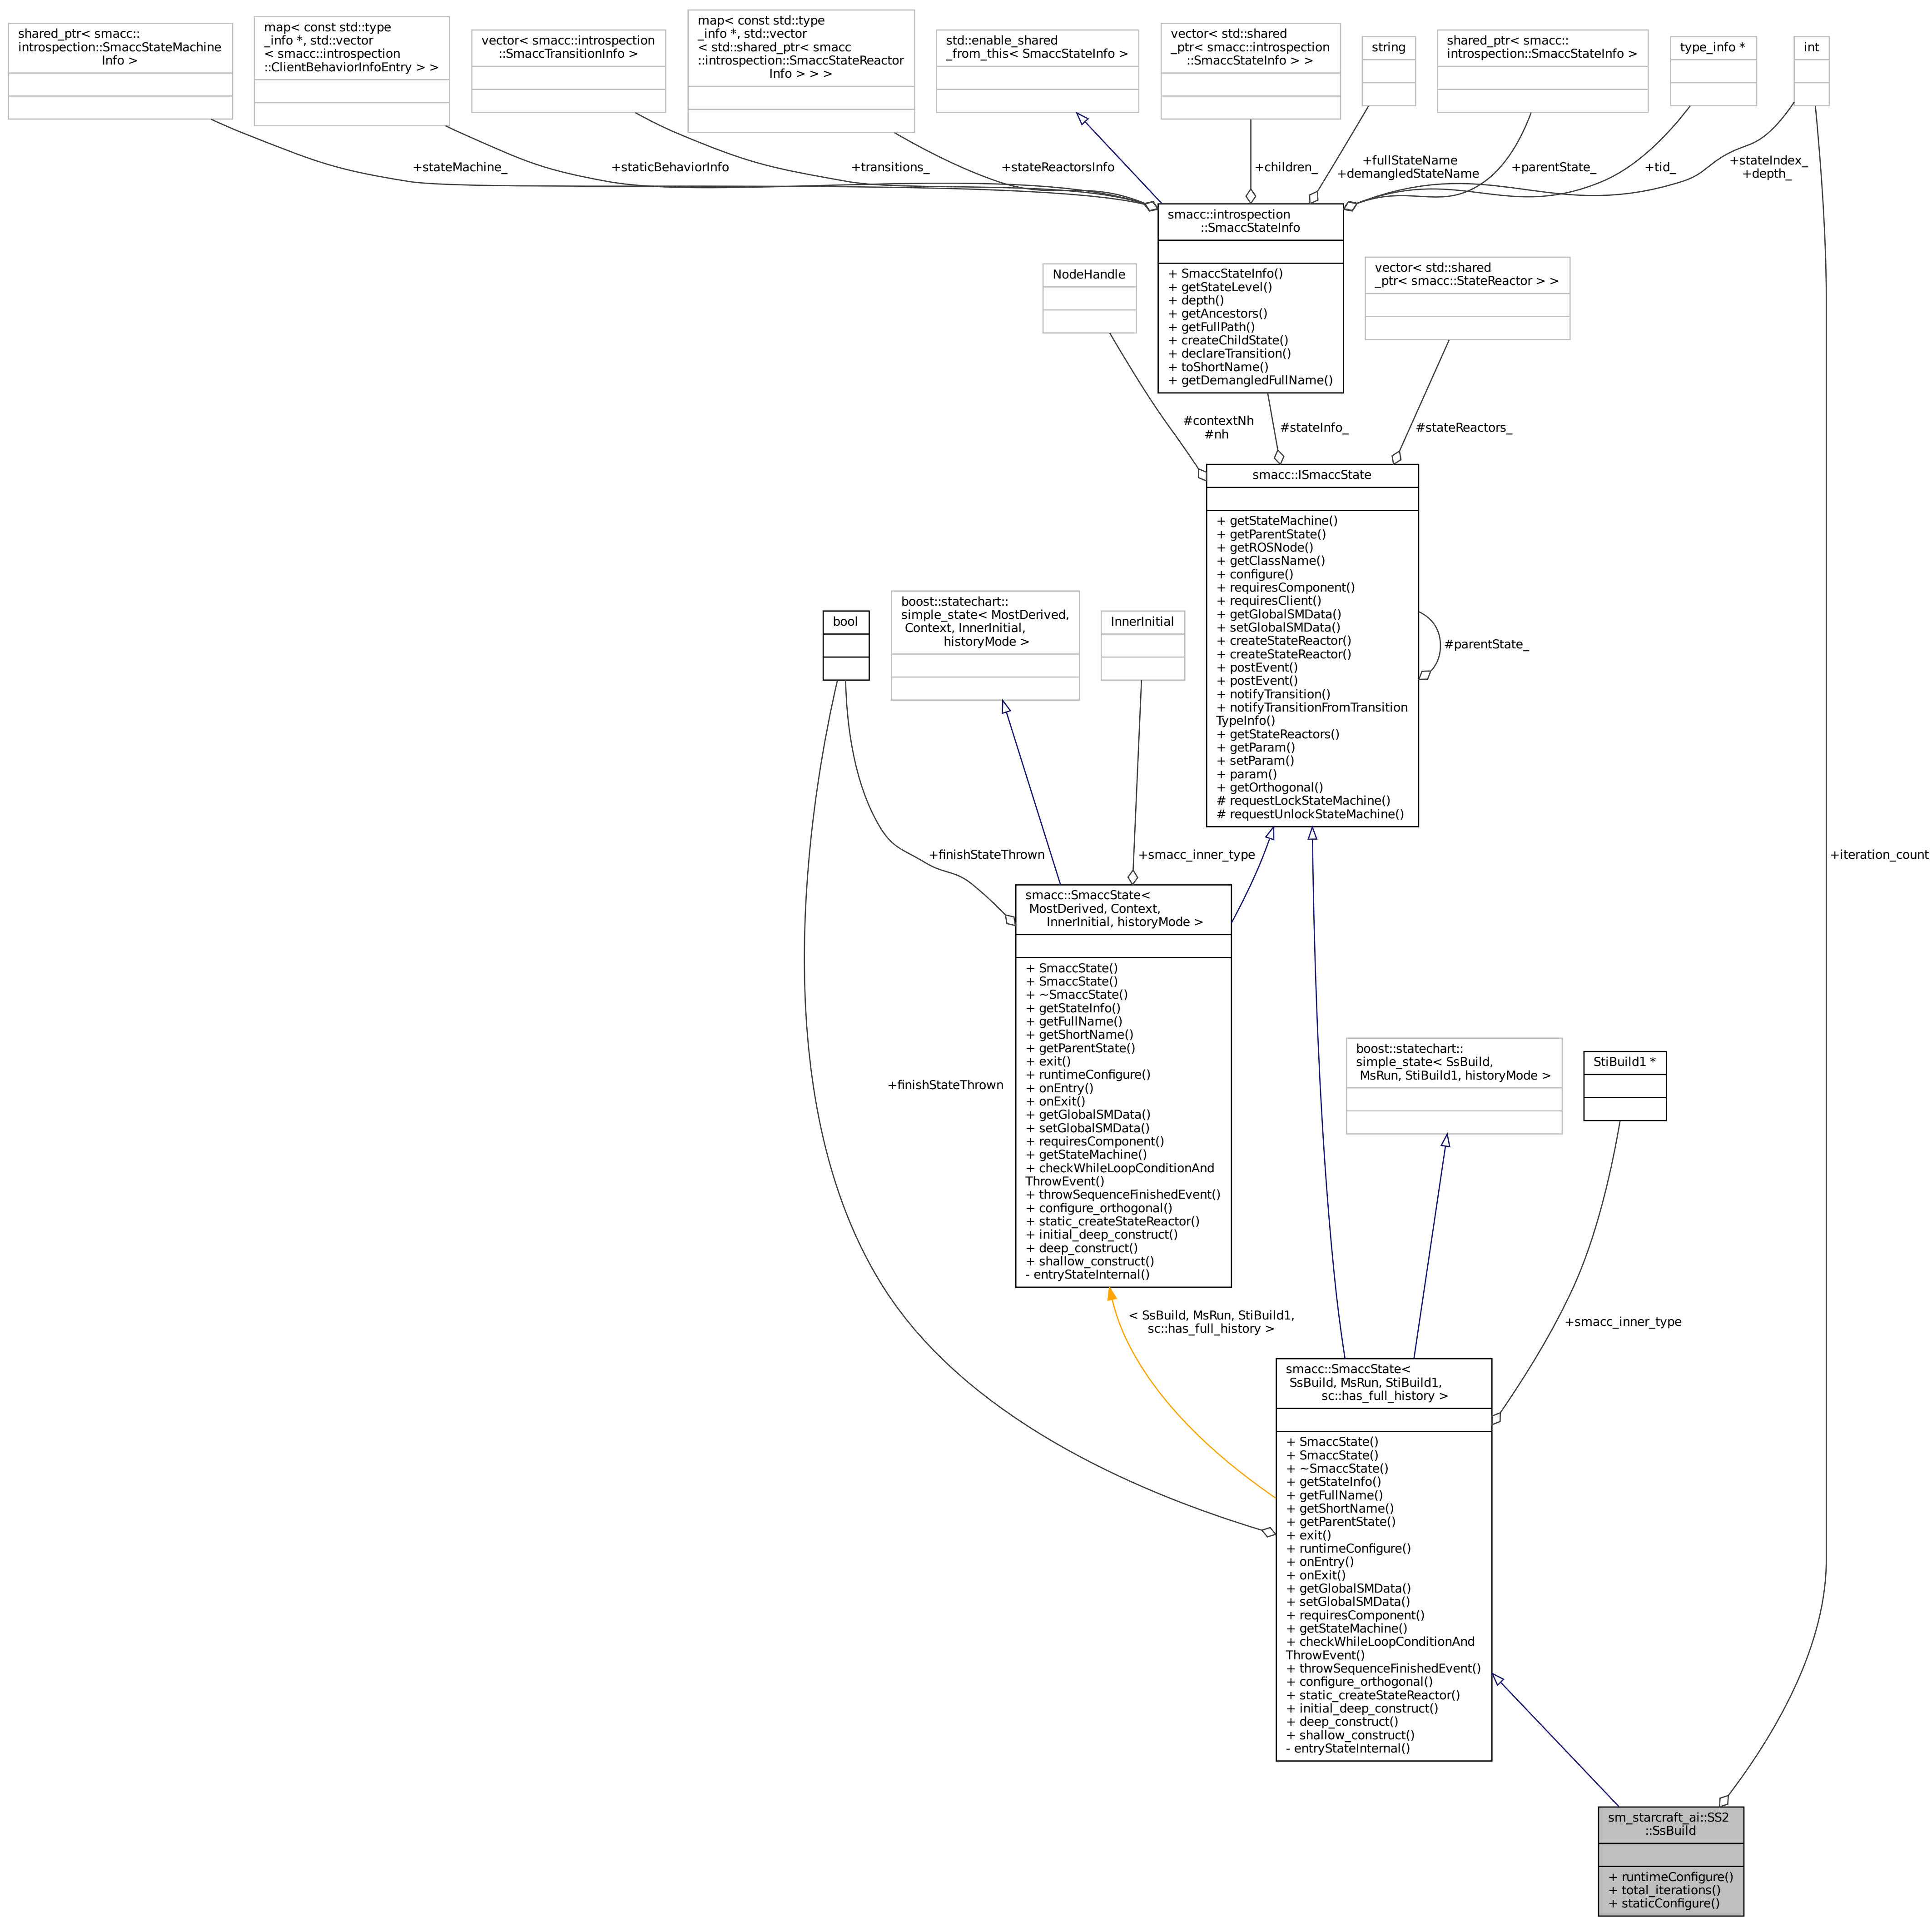 shared_ptr< smacc::
introspection::SmaccStateMachine
Info >
map< const std::type
_info *, std::vector
< smacc::introspection
::ClientBehaviorInfoEntry > >
vector< smacc::introspection
::SmaccTransitionInfo >
map< const std::type
_info *, std::vector
< std::shared_ptr< smacc
::introspection::SmaccStateReactor
Info > > >
std::enable_shared
_from_this< SmaccStateInfo >
vector< std::shared
_ptr< smacc::introspection
::SmaccStateInfo > >
string
shared_ptr< smacc::
introspection::SmaccStateInfo >
type_info *
int
+stateMachine_
+staticBehaviorInfo
+transitions_
+stateReactorsInfo
+children_
+fullStateName
+demangledStateName
+parentState_
+tid_
+stateIndex_
+depth_
smacc::introspection
::SmaccStateInfo
+ SmaccStateInfo()
+ getStateLevel()
+ depth()
+ getAncestors()
+ getFullPath()
+ createChildState()
+ declareTransition()
+ toShortName()
+ getDemangledFullName()
NodeHandle
vector< std::shared
_ptr< smacc::StateReactor > >
#contextNh
#nh
#stateInfo_
#stateReactors_
smacc::ISmaccState
+ getStateMachine()
+ getParentState()
+ getROSNode()
+ getClassName()
+ configure()
+ requiresComponent()
+ requiresClient()
+ getGlobalSMData()
+ setGlobalSMData()
+ createStateReactor()
+ createStateReactor()
+ postEvent()
+ postEvent()
+ notifyTransition()
+ notifyTransitionFromTransition
TypeInfo()
+ getStateReactors()
+ getParam()
+ setParam()
+ param()
+ getOrthogonal()
# requestLockStateMachine()
# requestUnlockStateMachine()
#parentState_
bool
boost::statechart::
simple_state< MostDerived,
Context, InnerInitial,
historyMode >
InnerInitial
+finishStateThrown
+smacc_inner_type
+iteration_count
smacc::SmaccState<
MostDerived, Context,
InnerInitial, historyMode >
+ SmaccState()
+ SmaccState()
+ ~SmaccState()
+ getStateInfo()
+ getFullName()
+ getShortName()
+ getParentState()
+ exit()
+ runtimeConfigure()
+ onEntry()
+ onExit()
+ getGlobalSMData()
+ setGlobalSMData()
+ requiresComponent()
+ getStateMachine()
+ checkWhileLoopConditionAnd
ThrowEvent()
+ throwSequenceFinishedEvent()
+ configure_orthogonal()
+ static_createStateReactor()
+ initial_deep_construct()
+ deep_construct()
+ shallow_construct()
- entryStateInternal()
+finishStateThrown
boost::statechart::
simple_state< SsBuild,
MsRun, StiBuild1, historyMode >
StiBuild1 *
< SsBuild, MsRun, StiBuild1,
sc::has_full_history >
+smacc_inner_type
smacc::SmaccState<
SsBuild, MsRun, StiBuild1,
sc::has_full_history >
+ SmaccState()
+ SmaccState()
+ ~SmaccState()
+ getStateInfo()
+ getFullName()
+ getShortName()
+ getParentState()
+ exit()
+ runtimeConfigure()
+ onEntry()
+ onExit()
+ getGlobalSMData()
+ setGlobalSMData()
+ requiresComponent()
+ getStateMachine()
+ checkWhileLoopConditionAnd
ThrowEvent()
+ throwSequenceFinishedEvent()
+ configure_orthogonal()
+ static_createStateReactor()
+ initial_deep_construct()
+ deep_construct()
+ shallow_construct()
- entryStateInternal()
sm_starcraft_ai::SS2
::SsBuild
+ runtimeConfigure()
+ total_iterations()
+ staticConfigure()